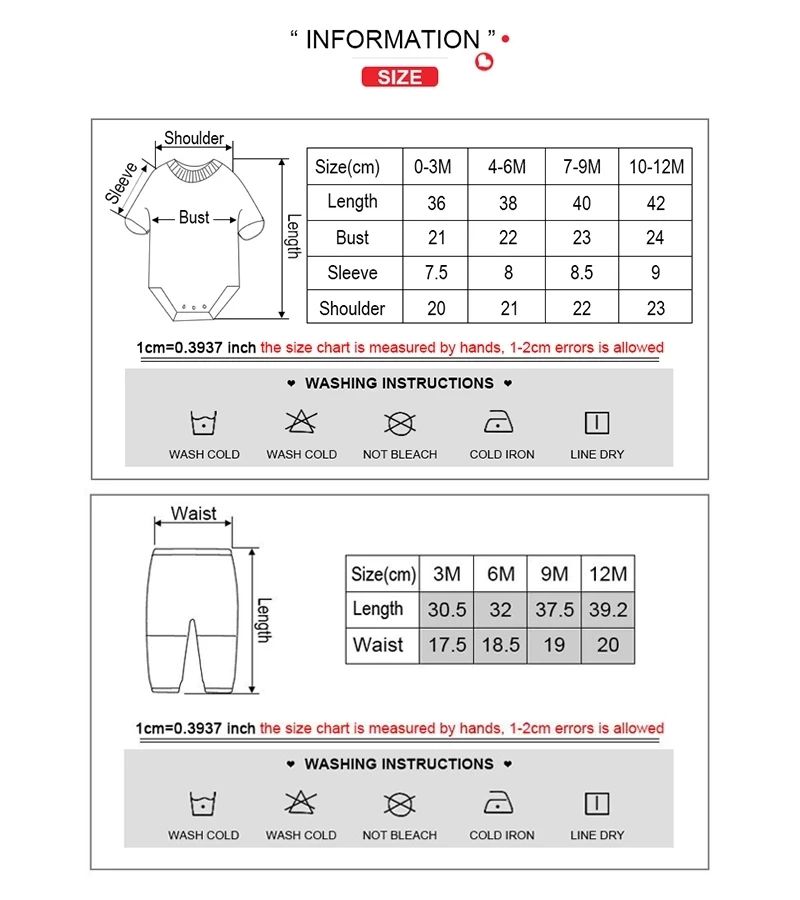 “ INFORMATION ”
SIZE
Shoulder
Sleeve
Bust
Length
Size(cm) 0-3M 4-6M 7-9M 10-12M
Length 36 38 40 42
Bust 21 22 23 24
Sleeve 7.5 8 8.5 9
Shoulder 20 21 22 23
1cm=0.3937 inch the size chart is measured by hands, 1-2cm errors is allowed
WASHING INSTRUCTIONS
WASH COLD WASH COLD NOT BLEACH COLD IRON LINE DRY
Waist
Length
Size(cm) 3M 6M 9M 12M
Length 30.5 32 37.5 39.2
Waist 17.5 18.5 19 20
1cm=0.3937 inch the size chart is measured by hands, 1-2cm errors is allowed
WASHING INSTRUCTIONS
WASH COLD WASH COLD NOT BLEACH COLD IRON LINE DRY